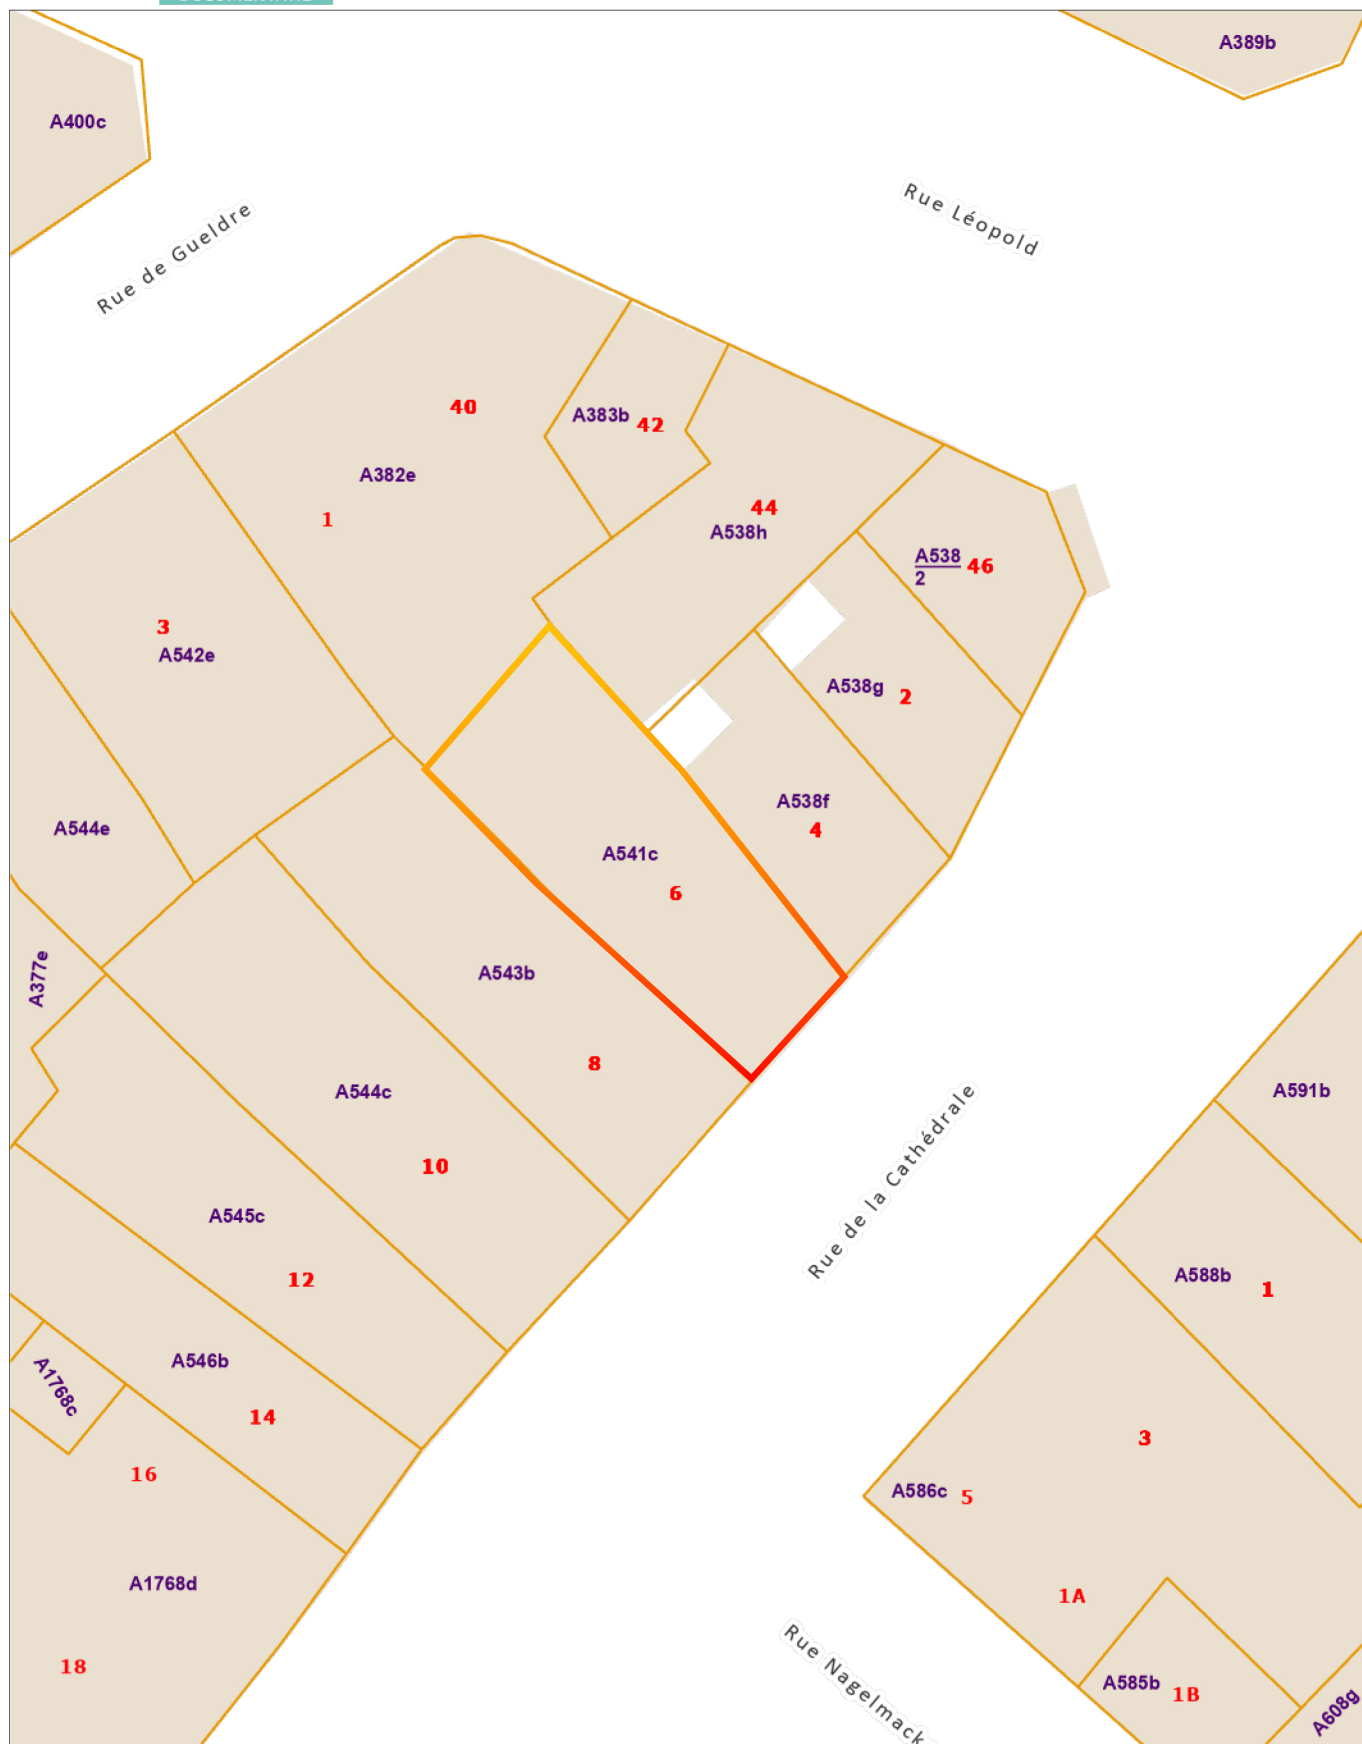 A389b
A400c
Rue Léopold
Rue de Gueldre
40
A383b 42
A382e
44
1
A538h
A538
2
46
3
A542e
A538g 2
A538f
A544e
4
A541c
6
A543b
A377e
8
A544c
A591b
10
Rue de la Cathédrale
A545c
12
A588b 1
A546b
A1768c
14
3
16
A586c 5
A1768d
1A
18
Rue Nagelmack
A585b 1B
A608g